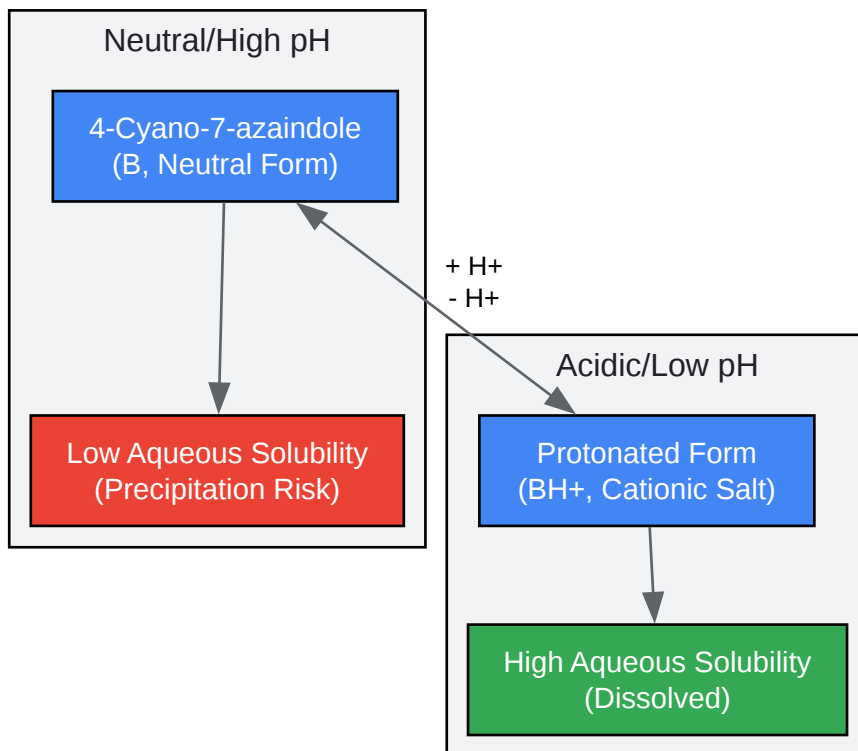 Neutral/High pH
4-Cyano-7-azaindole
(B, Neutral Form)
+ H+
- H+
Acidic/Low pH
Low Aqueous Solubility
(Precipitation Risk)
Protonated Form
(BH+, Cationic Salt)
High Aqueous Solubility
(Dissolved)